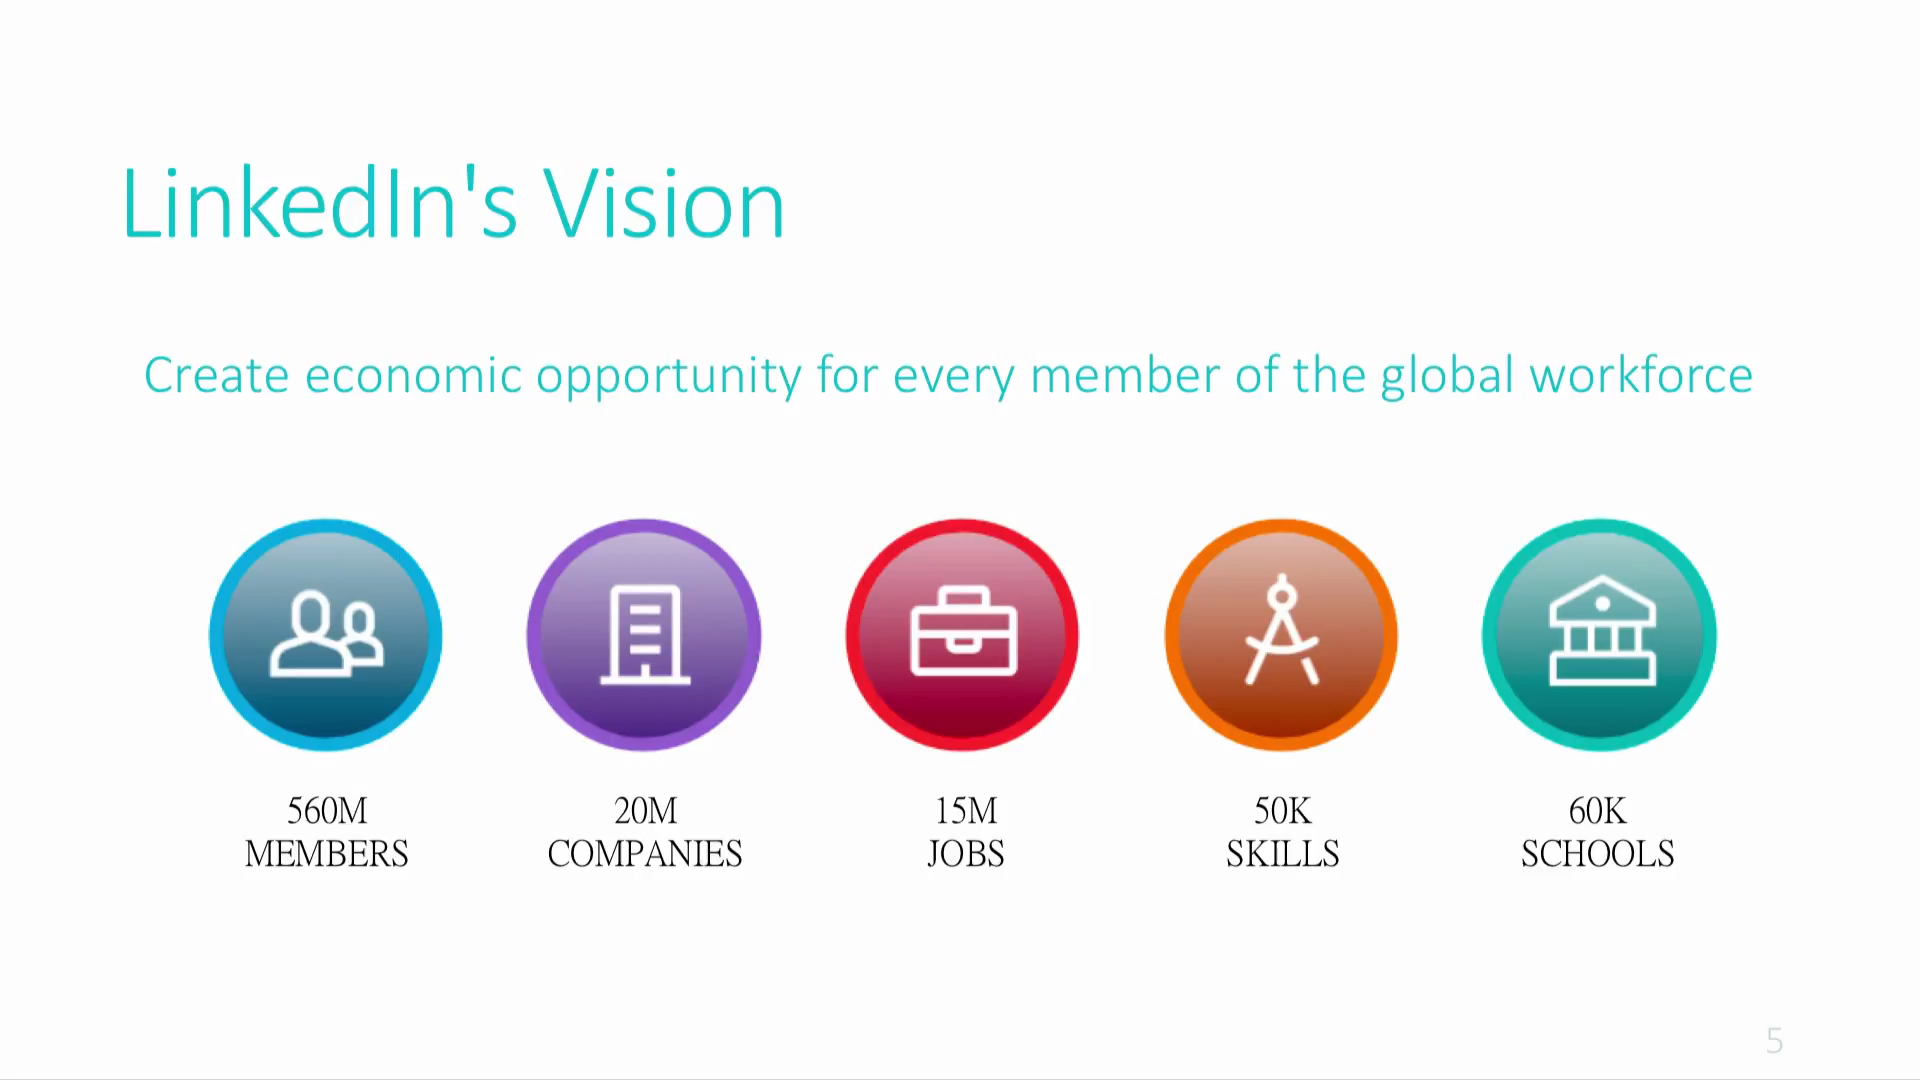 LinkedIn's Vision
Create economic opportunity for every member of the global workforce
560M
MEMBERS
20M
COMPANIES
15M
JOBS
50K
SKILLS
60K
SCHOOLS
5